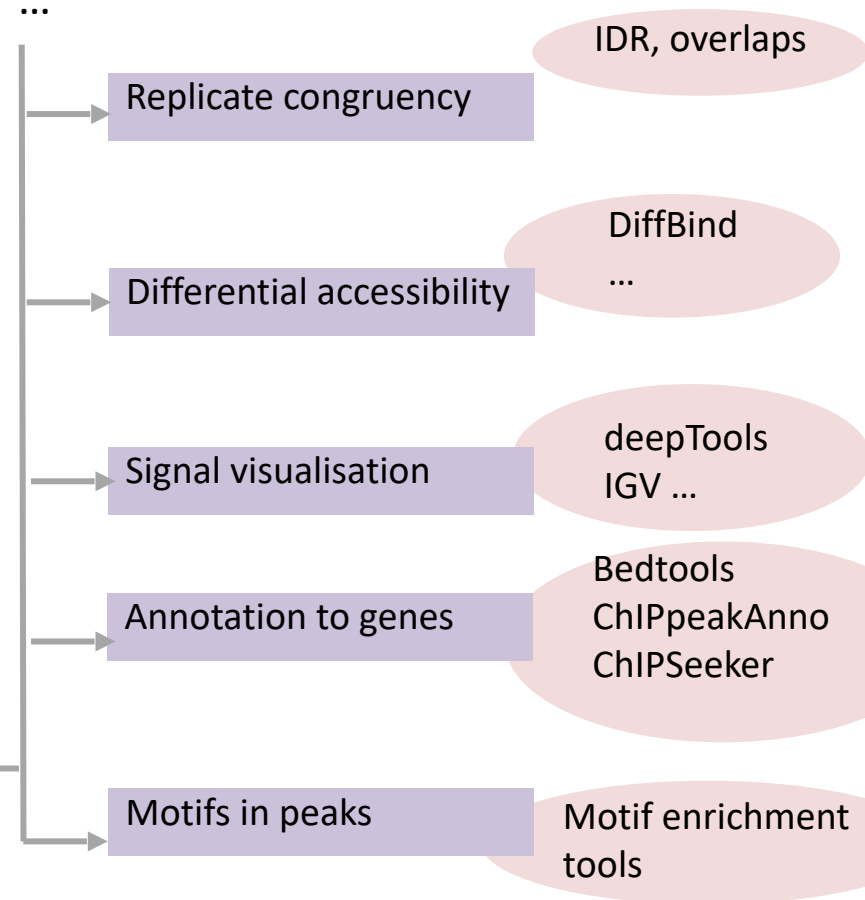 ...
IDR, overlaps
Replicate congruency
DiffBind
...
Differential accessibility
deepTools
IGV ...
Signal visualisation
Bedtools
ChIPpeakAnno
ChIPSeeker
Annotation to genes
Motifs in peaks
Motif enrichment
tools